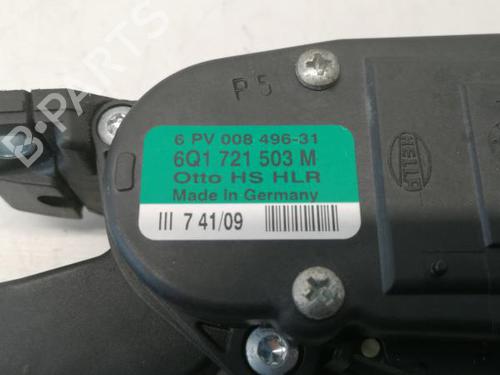 B-PARTS
P 5
6 PV 008 496-31
6Q1 721 503 M
Otto HS HLR
Made in Germany
III 7 41/09
HELLA